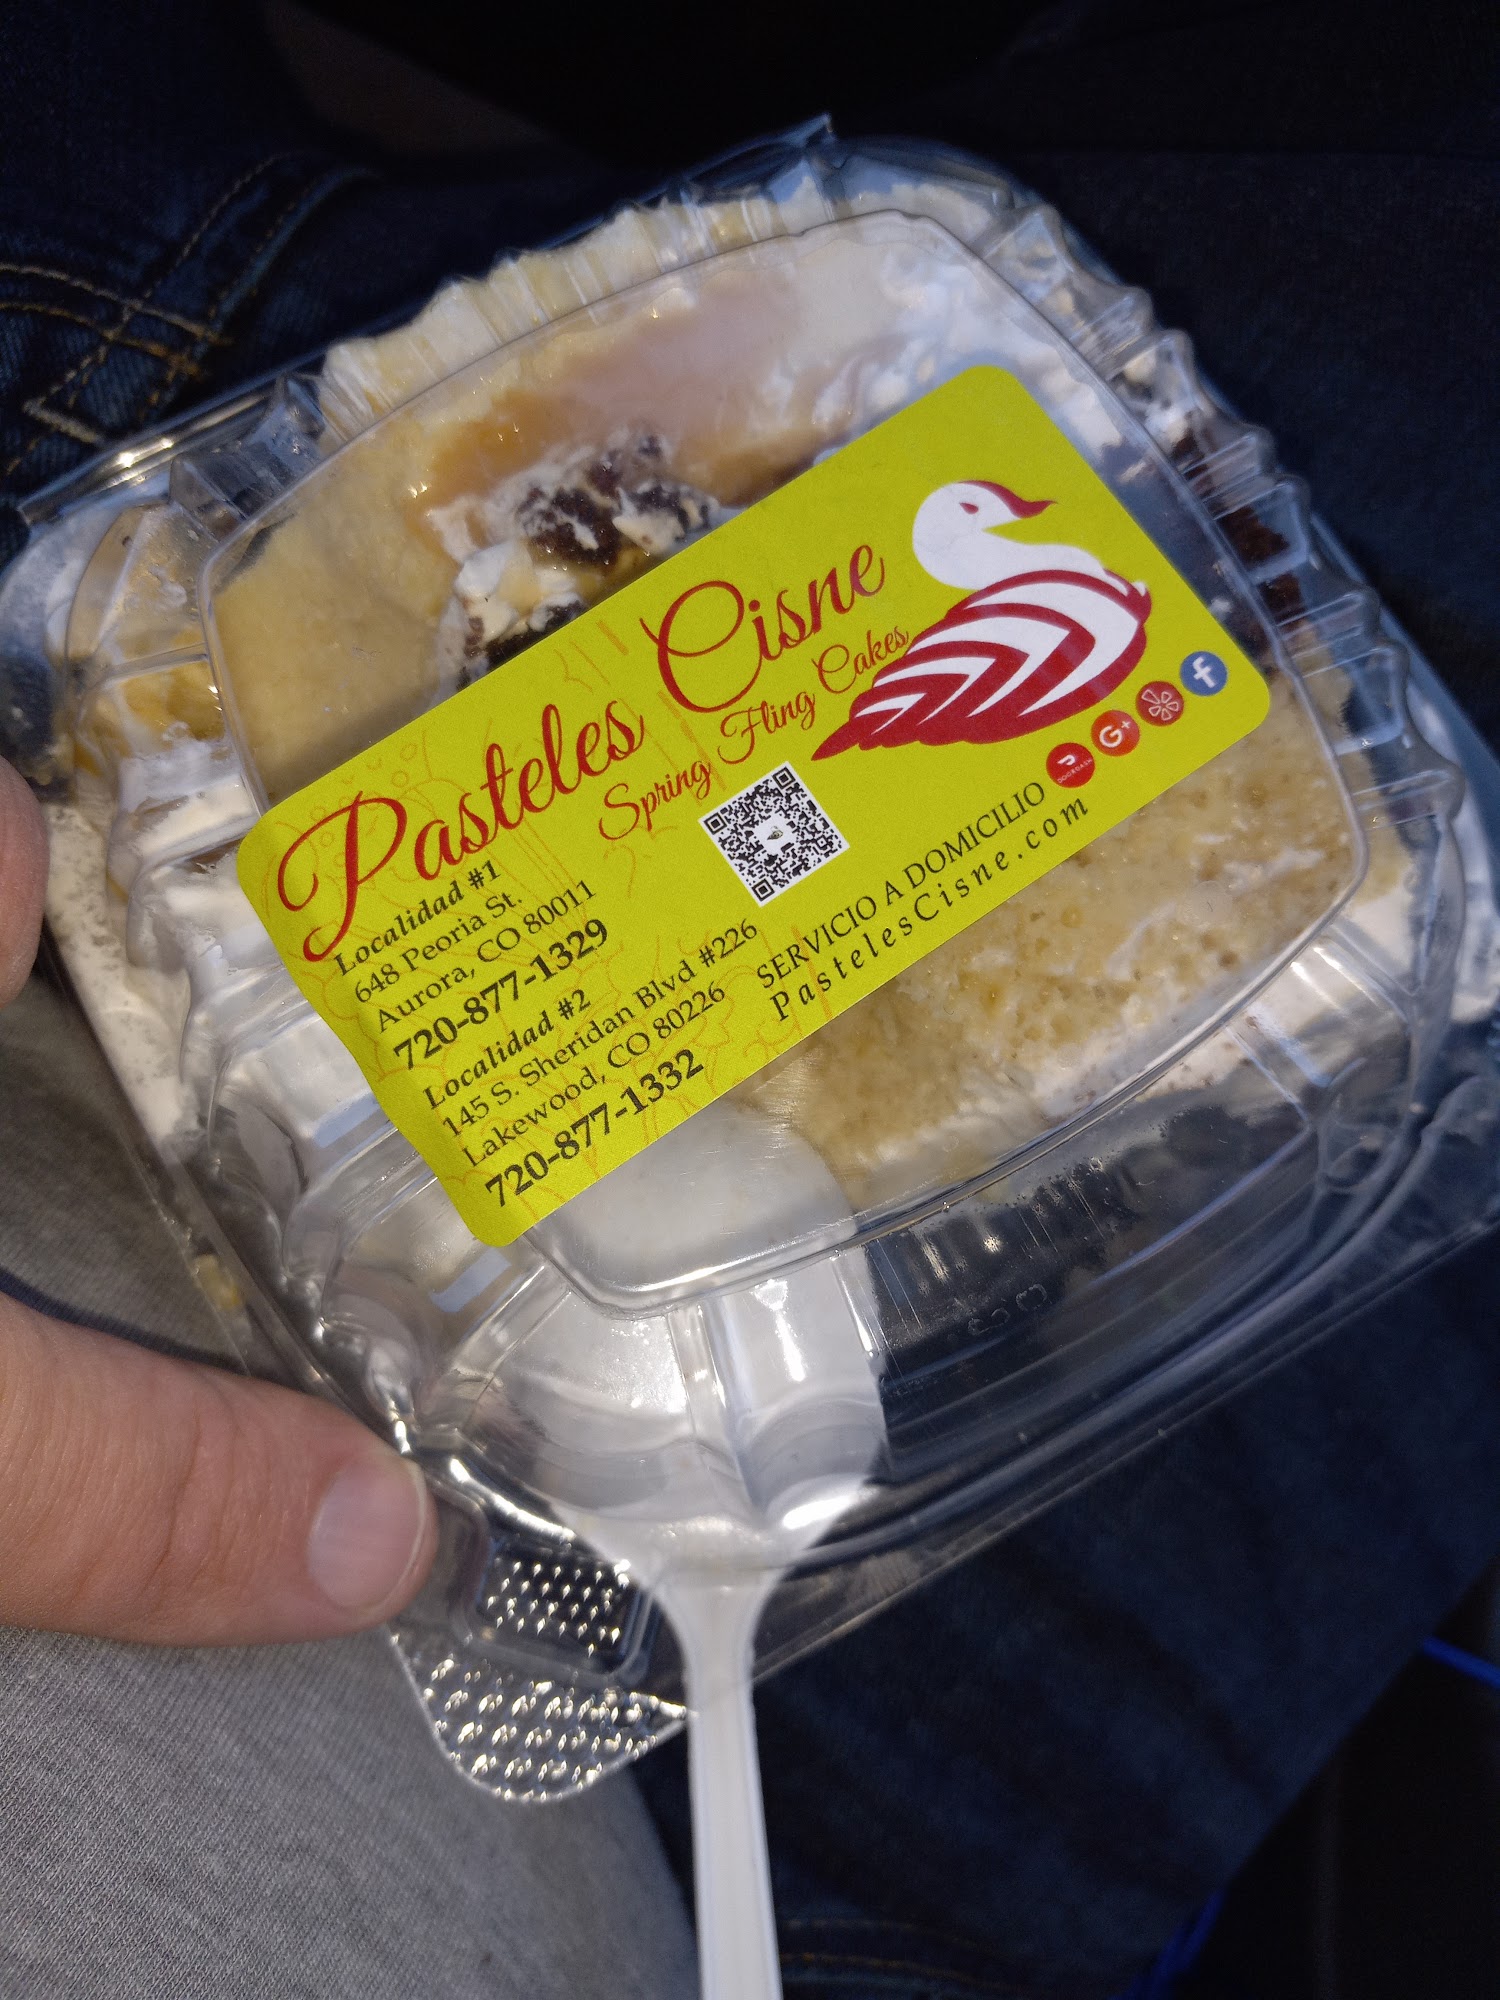 Pasteles Cisne
Spring Fling Cakes
Localidad #1
648 Peoria St.
Aurora, CO 80011
720-877-1329
Localidad #2
145 S. Sheridan Blvd #226
Lakewood, CO 80226
720-877-1332
SERVICIO A DOMICILIO
PastelesCisne.com
DOORDASH
G+
f